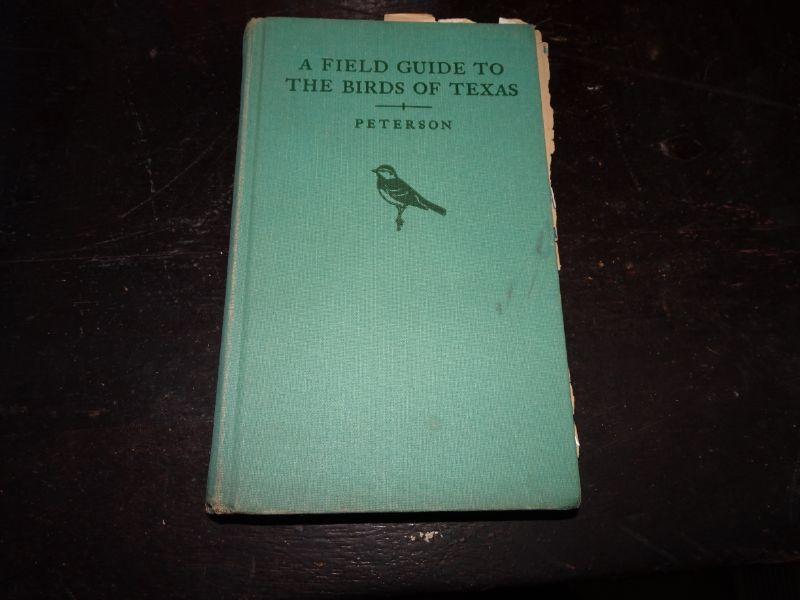 A FIELD GUIDE TO
THE BIRDS OF TEXAS
PETERSON